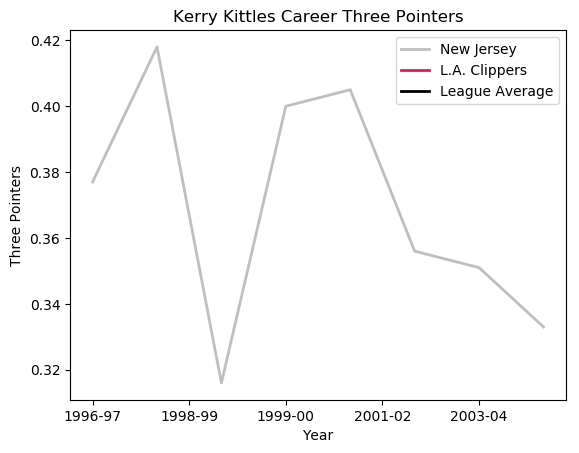 Kerry Kittles Career Three Pointers
New Jersey
L.A. Clippers
League Average
Three Pointers
0.42
0.40
0.38
0.36
0.34
0.32
1996-97
1998-99
1999-00
2001-02
2003-04
Year